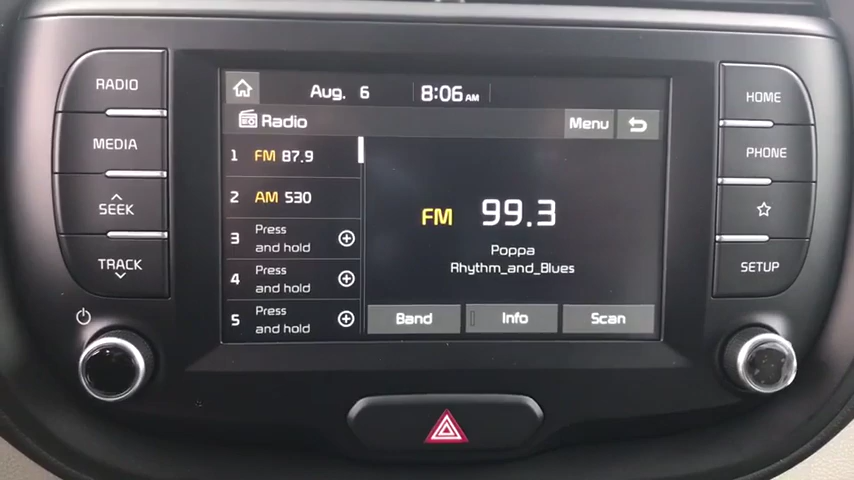 RADIO
MEDIA
SEEK
TRACK
Aug. 6 8:06 AM
Radio
Menu
1 FM 87.9
2 AM 530
3 Press
and hold
4 Press
and hold
5 Press
and hold
FM 99.3
Poppa
Rhythm_and_Blues
Band
Info
Scan
HOME
PHONE
SETUP